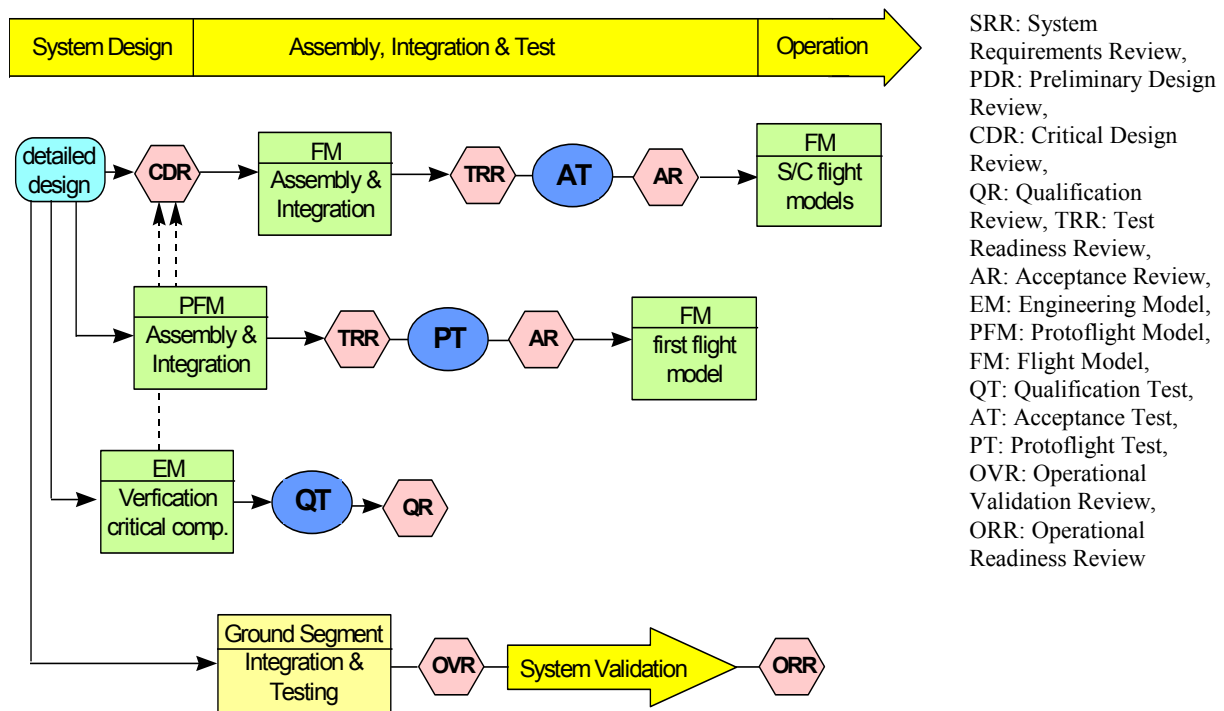 System Design
Assembly, Integration & Test
Operation
detailed
design
CDR
FM
Assembly &
Integration
TRR
AT
AR
FM
S/C flight
models
PFM
Assembly &
Integration
TRR
PT
AR
FM
first flight
model
EM
Verfication
critical comp.
QT
QR
Ground Segment
Integration &
Testing
OVR
System Validation
ORR
SRR: System
Requirements Review,
PDR: Preliminary Design
Review,
CDR: Critical Design
Review,
QR: Qualification
Review, TRR: Test
Readiness Review,
AR: Acceptance Review,
EM: Engineering Model,
PFM: Protoflight Model,
FM: Flight Model,
QT: Qualification Test,
AT: Acceptance Test,
PT: Protoflight Test,
OVR: Operational
Validation Review,
ORR: Operational
Readiness Review